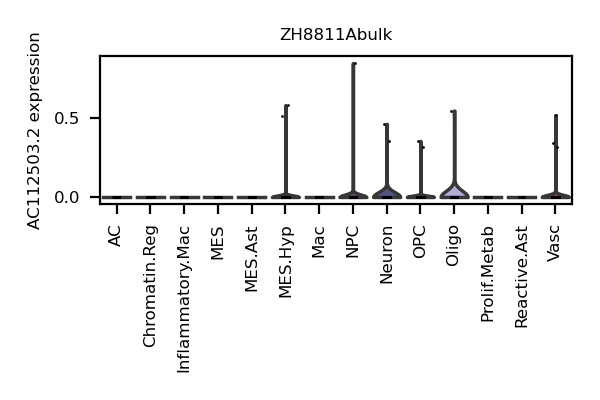 ZH8811Abulk
AC112503.2 expression
0.5
0.0
AC
Chromatin.Reg
Inflammatory.Mac
MES
MES.Ast
MES.Hyp
Mac
NPC
Neuron
OPC
Oligo
Prolif.Metab
Reactive.Ast
Vasc